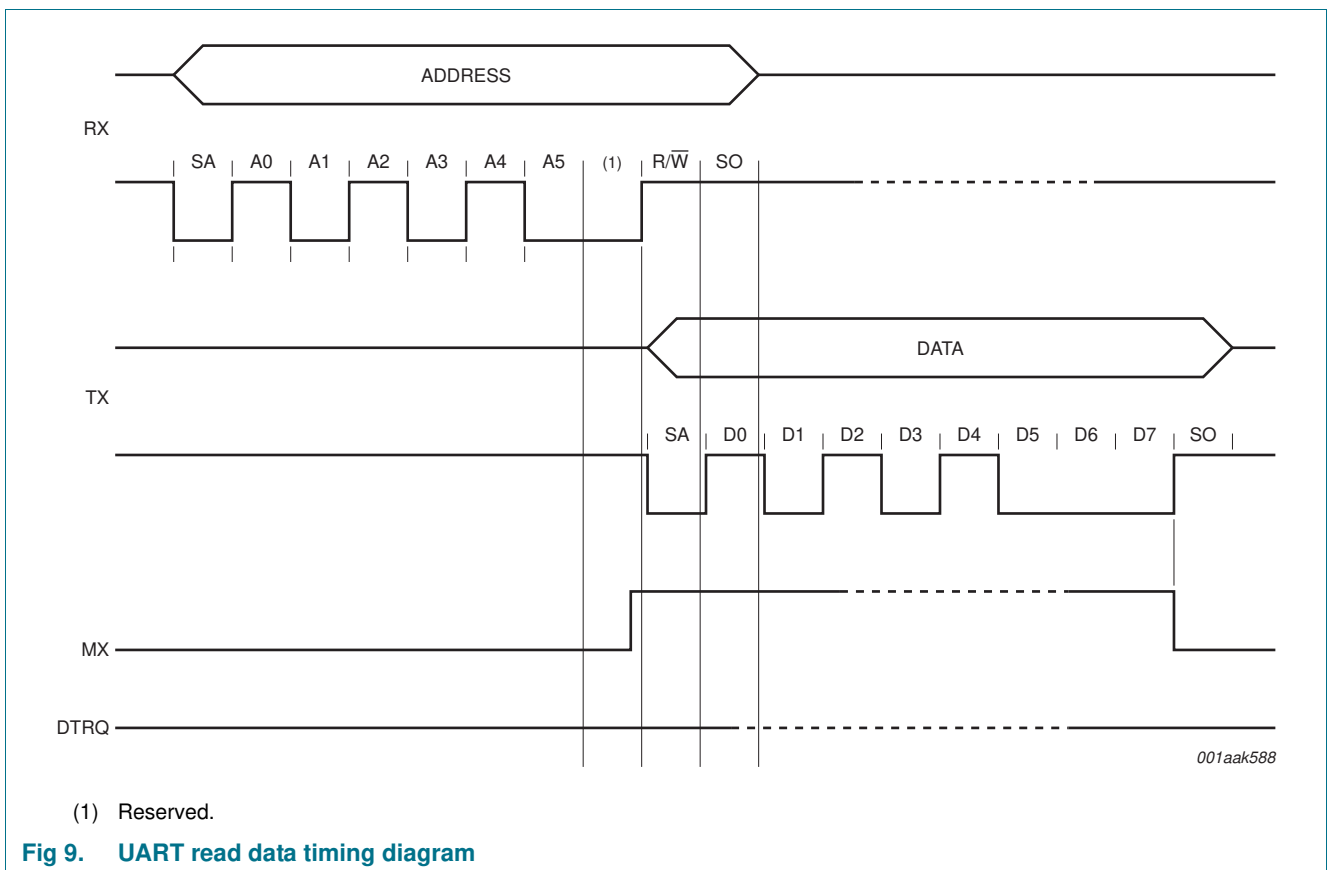 ADDRESS
RX
SA A0 A1 A2 A3 A4 A5 (1) R/W̅ SO
DATA
TX
SA D0 D1 D2 D3 D4 D5 D6 D7 SO
MX
DTRQ
001aak588
(1) Reserved.
Fig 9. UART read data timing diagram